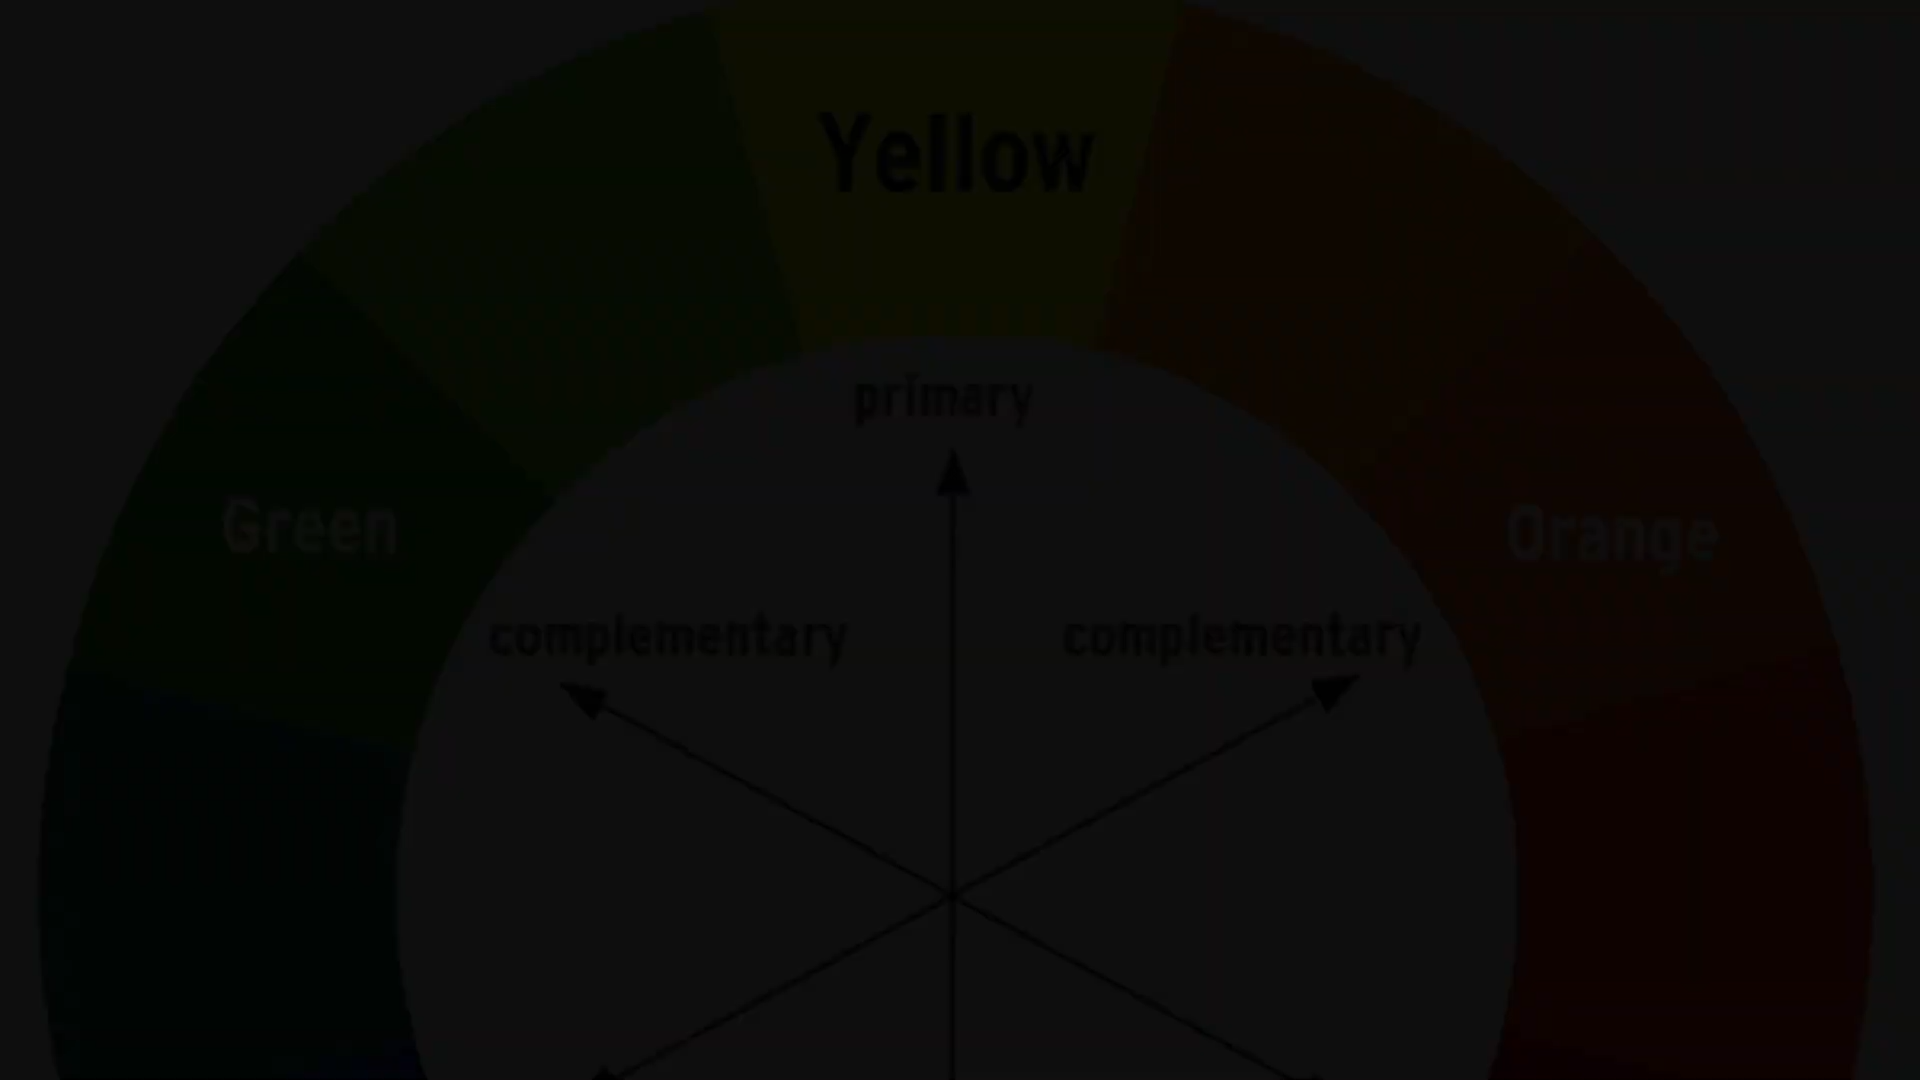 Yellow
primary
Green
Orange
complementary
complementary